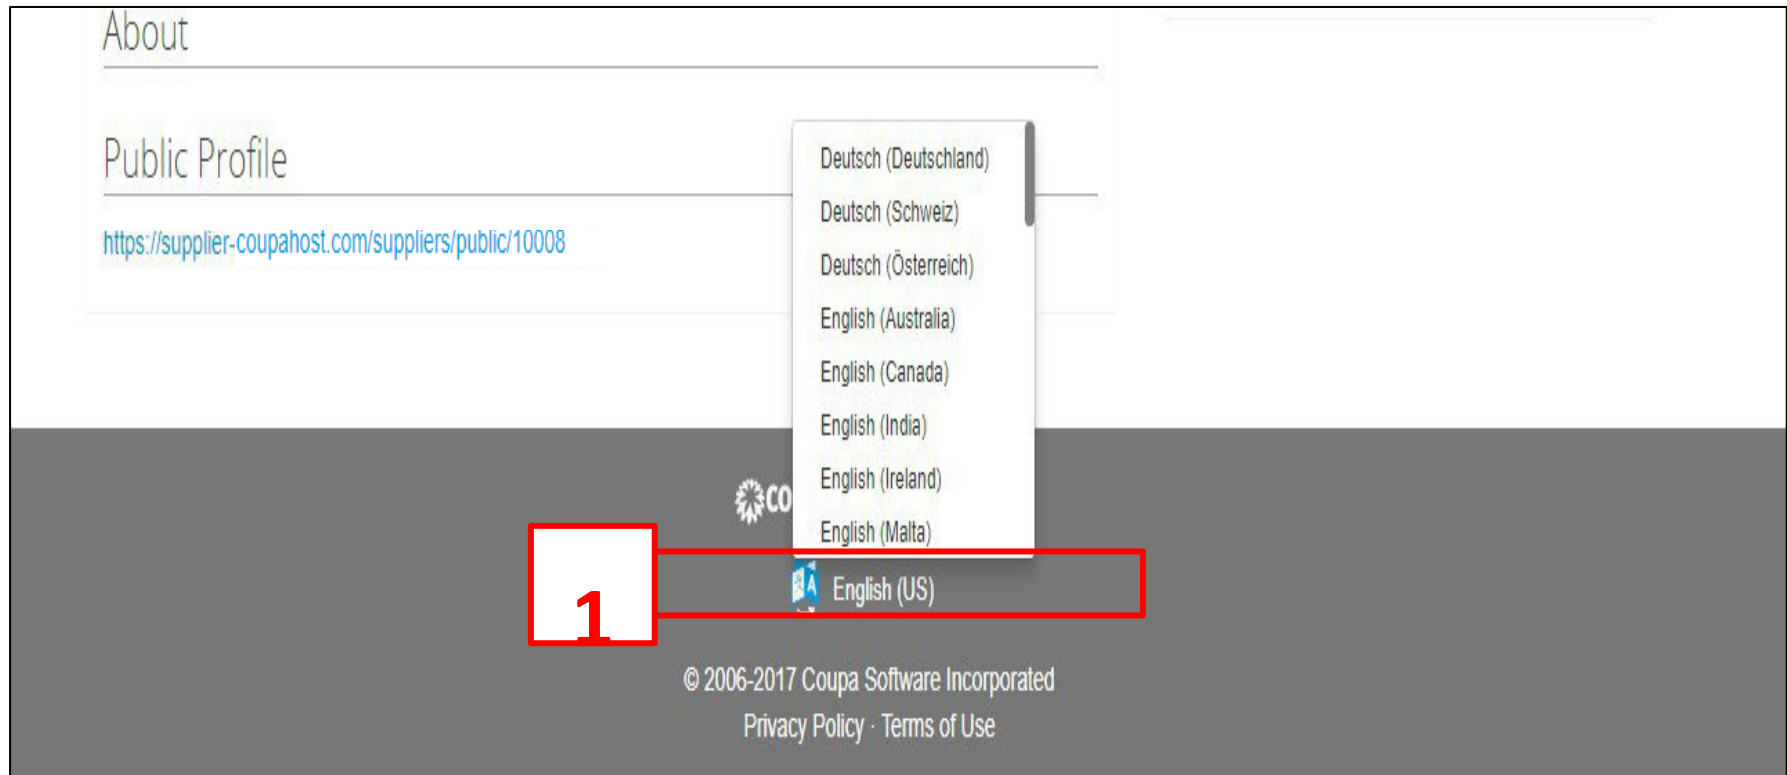 About
Public Profile
https://supplier-coupahost.com/suppliers/public/10008
Deutsch (Deutschland)
Deutsch (Schweiz)
Deutsch (Österreich)
English (Australia)
English (Canada)
English (India)
English (Ireland)
English (Malta)
co
1
English (US)
© 2006-2017 Coupa Software Incorporated
Privacy Policy · Terms of Use